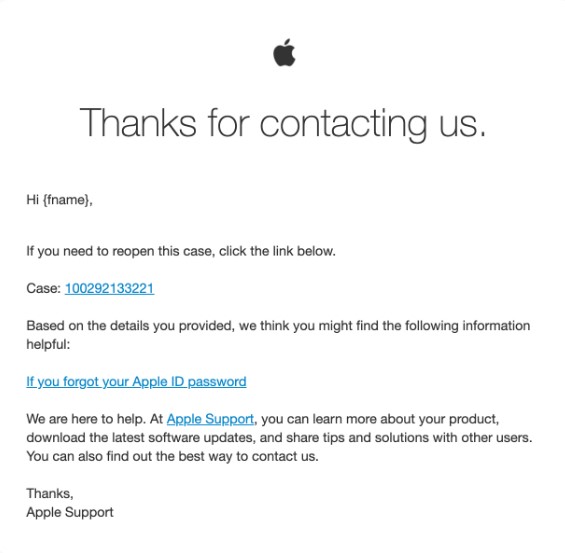 Thanks for contacting us.
Hi {fname},
If you need to reopen this case, click the link below.
Case: 100292133221
Based on the details you provided, we think you might find the following information
helpful:
If you forgot your Apple ID password
We are here to help. At Apple Support, you can learn more about your product,
download the latest software updates, and share tips and solutions with other users.
You can also find out the best way to contact us.
Thanks,
Apple Support